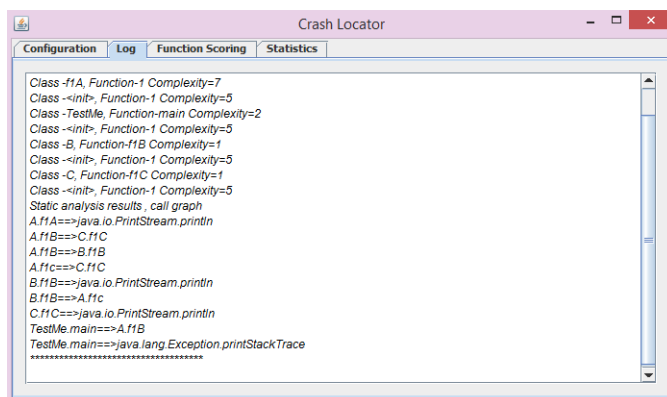 Crash Locator
Configuration Log Function Scoring Statistics
Class -f1A, Function-1 Complexity=7
Class -<init>, Function-1 Complexity=5
Class -TestMe, Function-main Complexity=2
Class -<init>, Function-1 Complexity=5
Class -B, Function-f1B Complexity=1
Class -<init>, Function-1 Complexity=5
Class -C, Function-f1C Complexity=1
Class -<init>, Function-1 Complexity=5
Static analysis results , call graph
A.f1A==>java.io.PrintStream.println
A.f1B==>C.f1C
A.f1B==>B.f1B
A.f1c==>C.f1C
B.f1B==>java.io.PrintStream.println
B.f1B==>A.f1c
C.f1C==>java.io.PrintStream.println
TestMe.main==>A.f1B
TestMe.main==>java.lang.Exception.printStackTrace
************************************